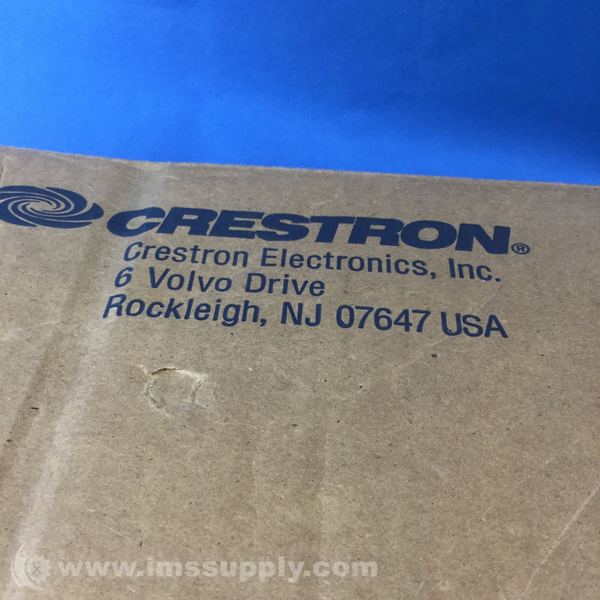 CRESTRON®
Crestron Electronics, Inc.
6 Volvo Drive
Rockleigh, NJ 07647 USA
www.imssupply.com